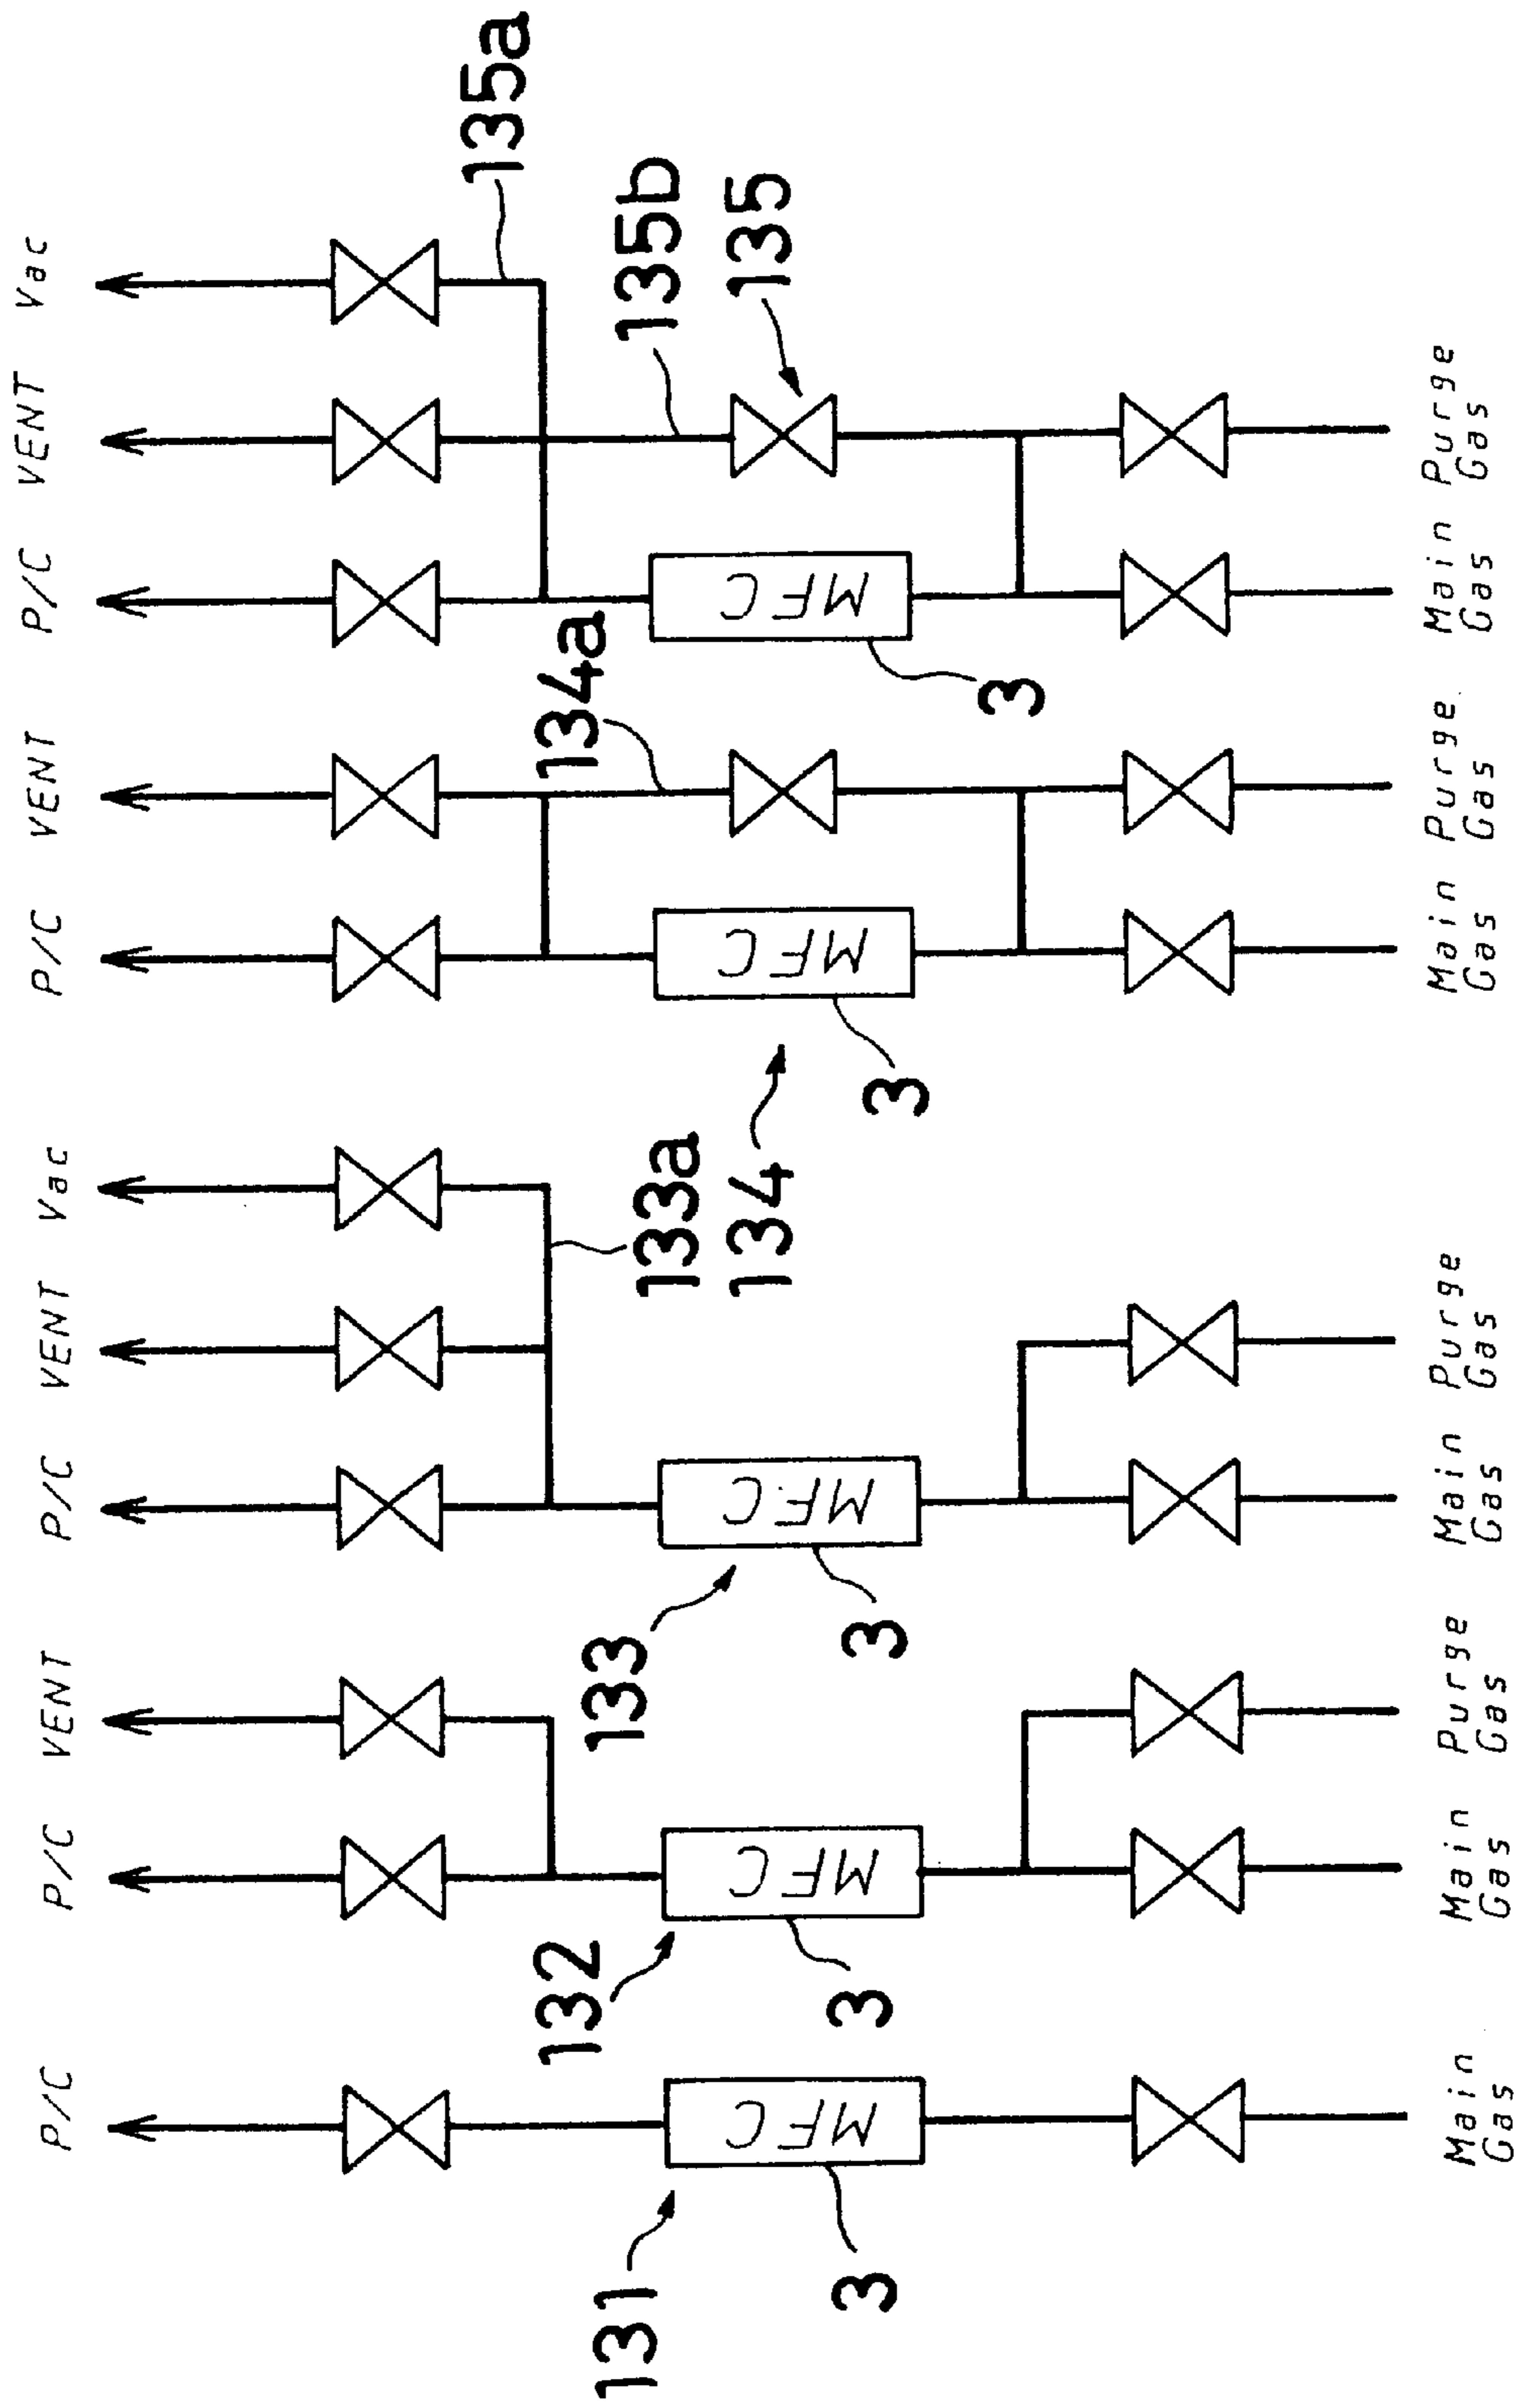 P/C
P/C VENT
P/C VENT Vac
P/C VENT
P/C VENT Vac
131
132
133
133a
134
134a
135
135a
135b
MFC
MFC
MFC
MFC
MFC
3
3
3
3
3
Main
Gas
Main Purge
Gas Gas
Main Purge
Gas Gas
Main Purge
Gas Gas
Main Purge
Gas Gas